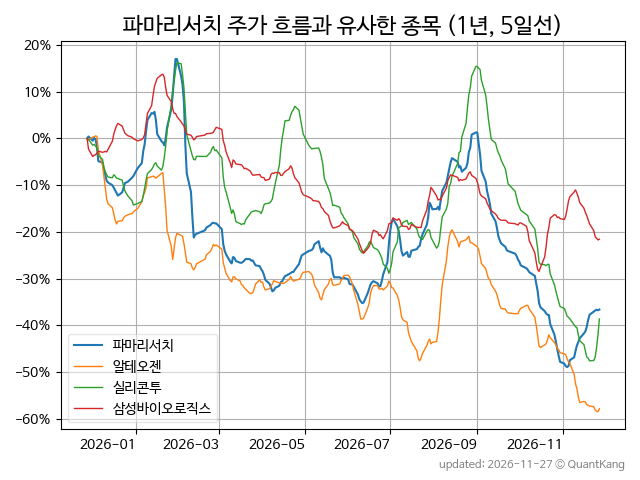 파마리서치 주가 흐름과 유사한 종목 (1년, 5일선)
20%
10%
0%
−10%
−20%
−30%
−40%
−50%
−60%
파마리서치
알테오젠
실리콘투
삼성바이오로직스
2026-01 2026-03 2026-05 2026-07 2026-09 2026-11
updated: 2026-11-27 © QuantKang